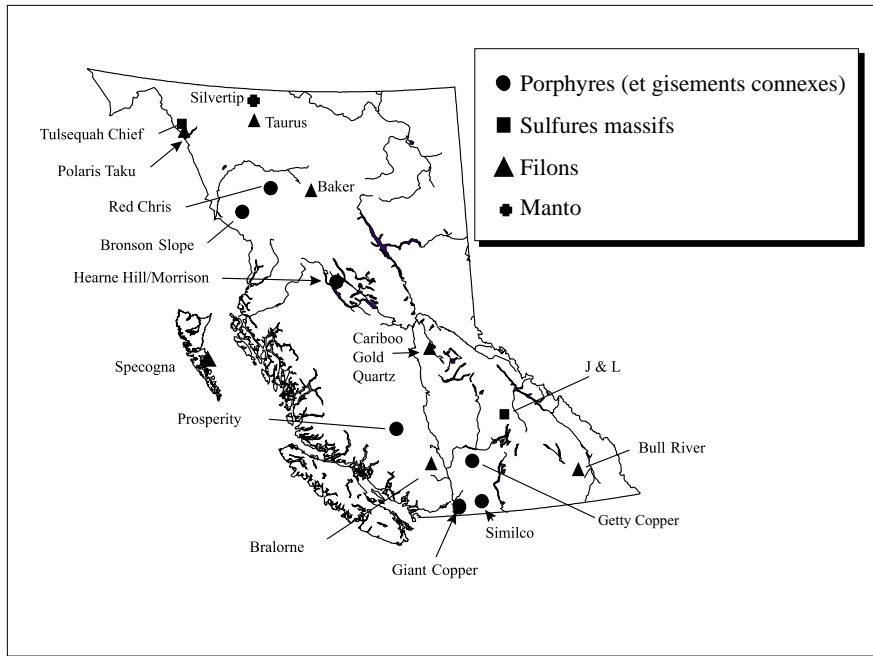 Porphyres (et gisements connexes)
Sulfures massifs
Filons
Manto
Silvertip
Taurus
Tulsequah Chief
Polaris Taku
Baker
Red Chris
Bronson Slope
Hearne Hill/Morrison
Cariboo
Gold
Quartz
Specogna
J & L
Prosperity
Bull River
Getty Copper
Similco
Bralorne
Giant Copper